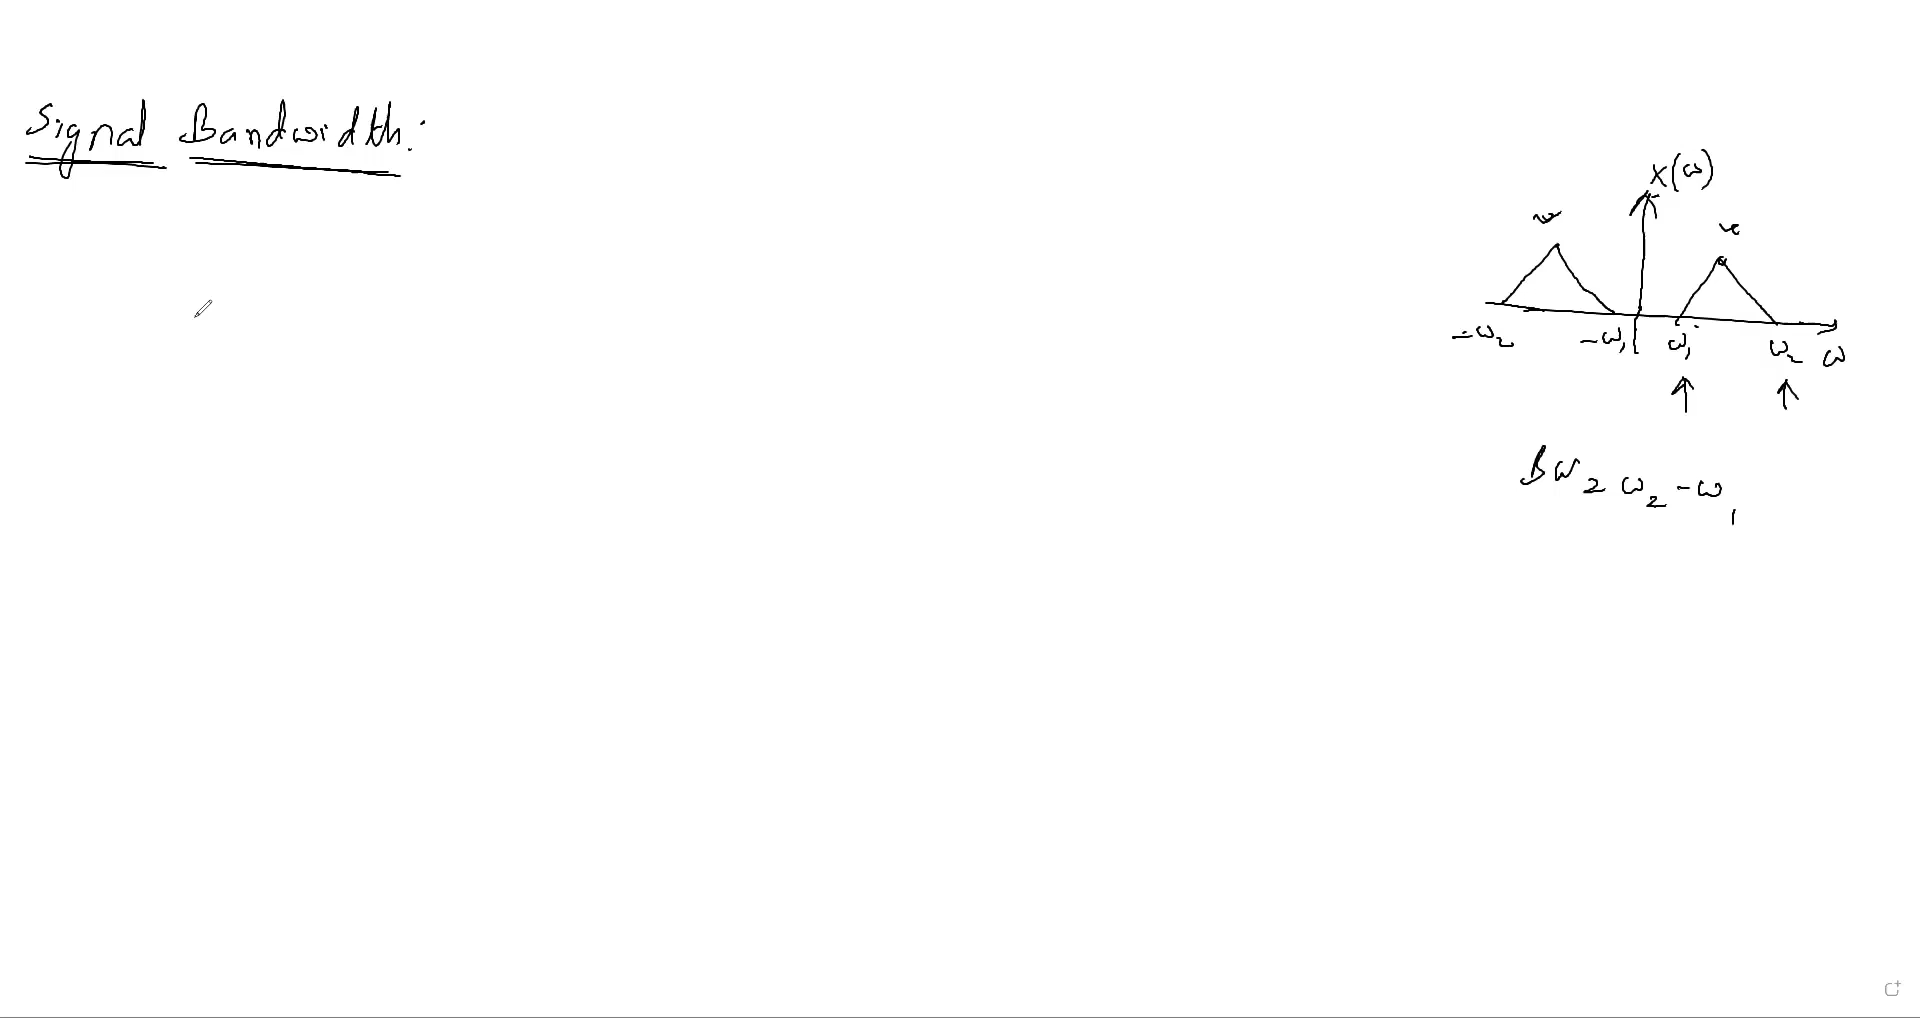 Signal Bandwidth:
X(ω)
-ω₂ -ω₁ ω₁ ω₂ ω
BW = ω₂ - ω₁